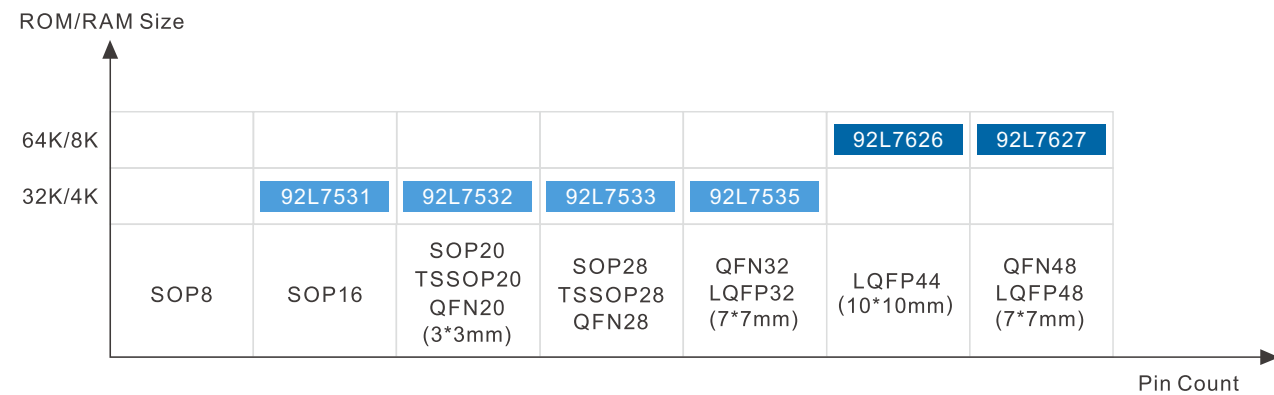 ROM/RAM Size
64K/8K
92L7626
92L7627
32K/4K
92L7531
92L7532
92L7533
92L7535
SOP8
SOP16
SOP20
TSSOP20
QFN20
(3*3mm)
SOP28
TSSOP28
QFN28
QFN32
LQFP32
(7*7mm)
LQFP44
(10*10mm)
QFN48
LQFP48
(7*7mm)
Pin Count